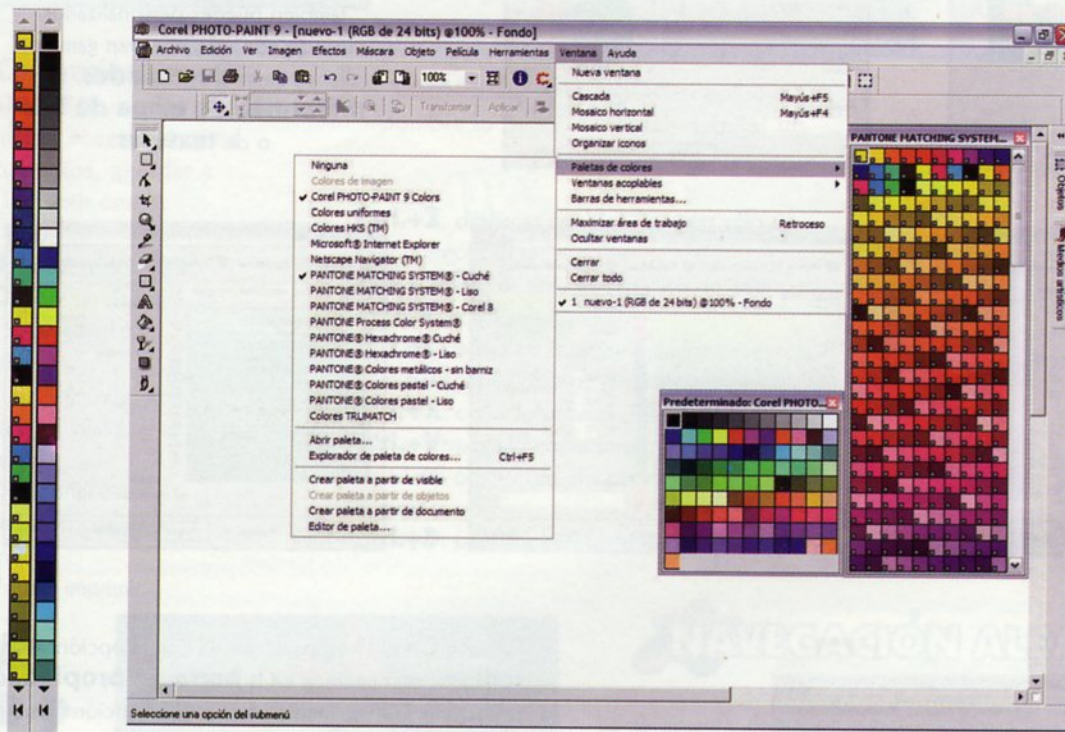 Corel PHOTO-PAINT 9 - [nuevo-1 (RGB de 24 bits) @100% - Fondo]
Archivo Edición Ver Imagen Efectos Máscara Objeto Película Herramientas Ventana Ayuda
100%
Transformar Aplicar
Nueva ventana
Cascada Mayús+F5
Mosaico horizontal Mayús+F4
Mosaico vertical
Organizar iconos
Paletas de colores
Ventanas acoplables
Barras de herramientas...
Maximizar área de trabajo Retroceso
Ocultar ventanas
Cerrar
Cerrar todo
✓ 1 nuevo-1 (RGB de 24 bits) @100% - Fondo
Ninguna
Colores de imagen
✓ Corel PHOTO-PAINT 9 Colors
Colores uniformes
Colores HKS (TM)
Microsoft® Internet Explorer
Netscape Navigator (TM)
✓ PANTONE MATCHING SYSTEM® - Cuché
PANTONE MATCHING SYSTEM® - Liso
PANTONE MATCHING SYSTEM® - Corel 8
PANTONE Process Color System®
PANTONE® Hexachrome® Cuché
PANTONE® Hexachrome® - Liso
PANTONE® Colores metálicos - sin barniz
PANTONE® Colores pastel - Cuché
PANTONE® Colores pastel - Liso
Colores TRUMATCH
Abrir paleta...
Explorador de paleta de colores... Ctrl+F5
Crear paleta a partir de visible
Crear paleta a partir de objetos
Crear paleta a partir de documento
Editor de paleta...
PANTONE MATCHING SYSTEM...
Predeterminado: Corel PHOTO...
Objetos
Medios artísticos
Seleccione una opción del submenú